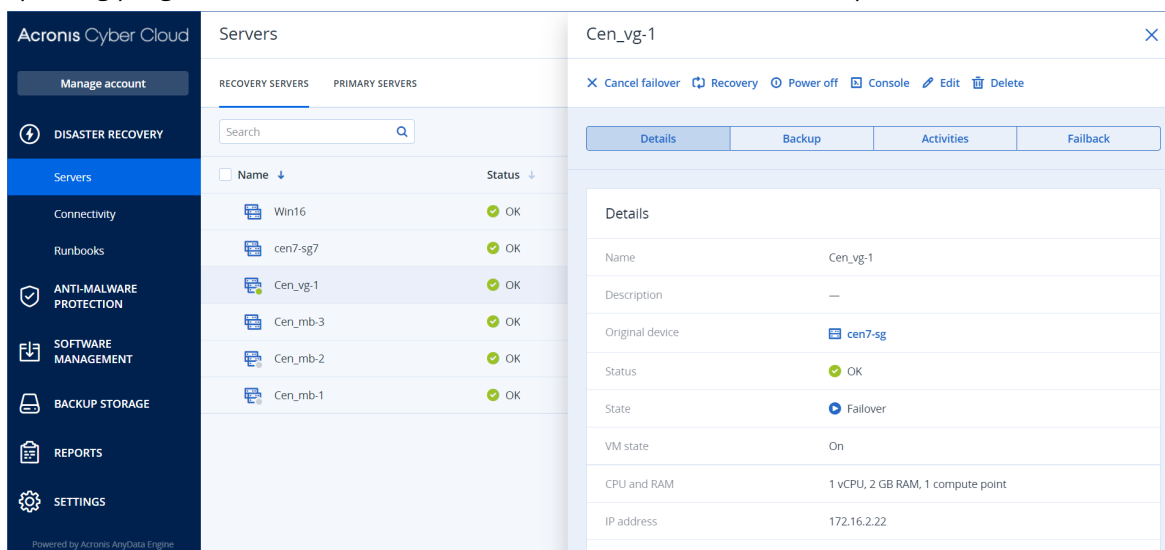 Acronis Cyber Cloud
Manage account
DISASTER RECOVERY
Servers
Connectivity
Runbooks
ANTI-MALWARE
PROTECTION
SOFTWARE
MANAGEMENT
BACKUP STORAGE
REPORTS
SETTINGS
Powered by Acronis AnyData Engine
Servers
RECOVERY SERVERS PRIMARY SERVERS
Search
Name Status
Win16 OK
cen7-sg7 OK
Cen_vg-1 OK
Cen_mb-3 OK
Cen_mb-2 OK
Cen_mb-1 OK
Cen_vg-1
Cancel failover Recovery Power off Console Edit Delete
Details Backup Activities Failback
Details
Name Cen_vg-1
Description —
Original device cen7-sg
Status OK
State Failover
VM state On
CPU and RAM 1 vCPU, 2 GB RAM, 1 compute point
IP address 172.16.2.22